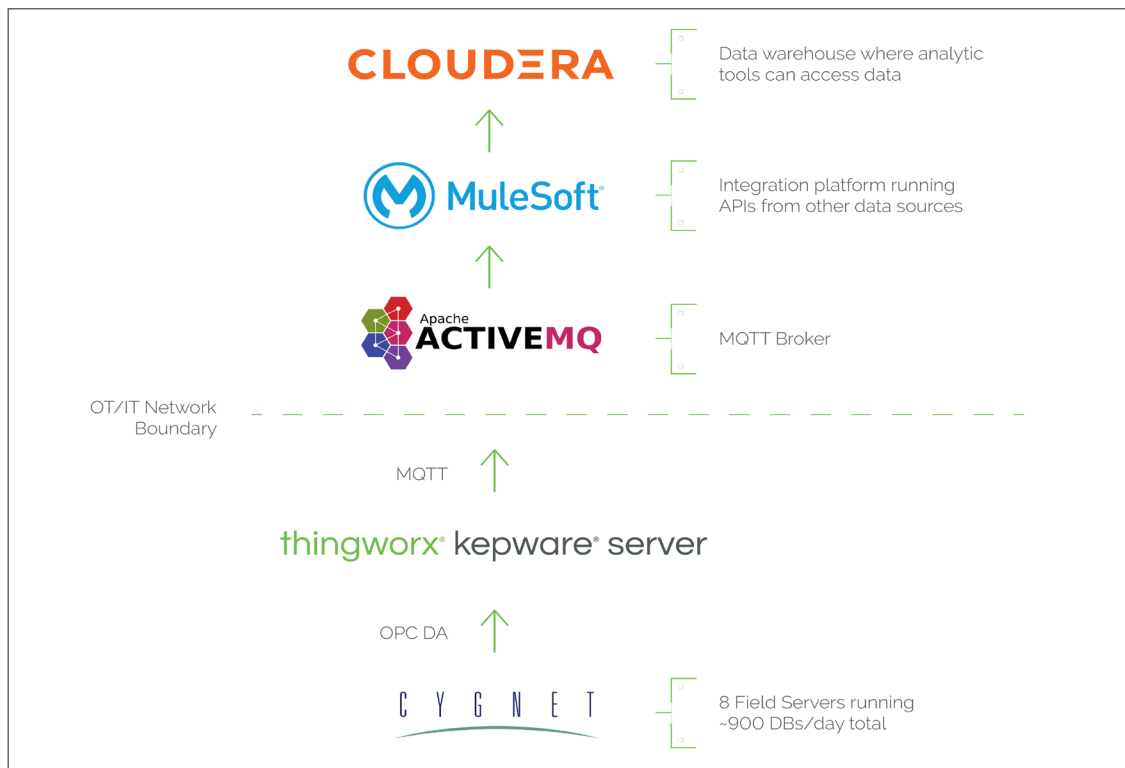 CLOUDERA
Data warehouse where analytic
tools can access data
MuleSoft®
Integration platform running
APIs from other data sources
Apache
ACTIVEMQ
MQTT Broker
OT/IT Network
Boundary
MQTT
thingworx® kepware® server
OPC DA
CYGNET
8 Field Servers running
~900 DBs/day total